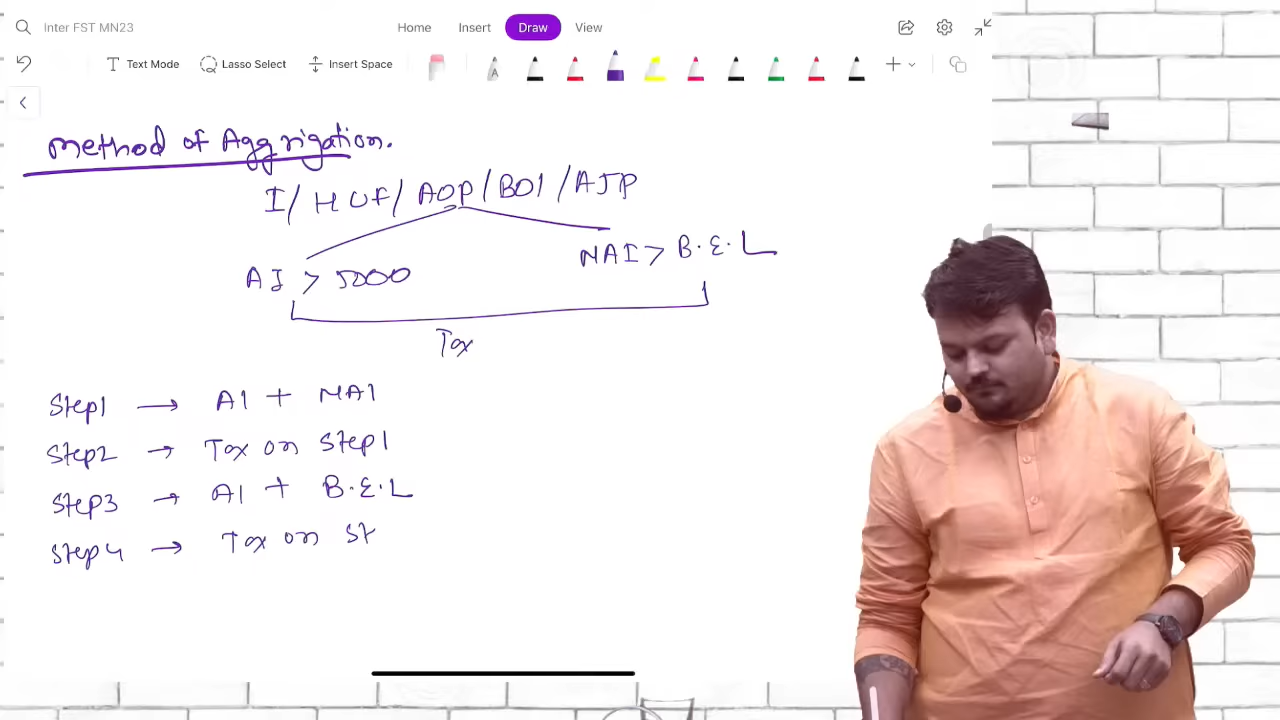 Inter FST MN23
Home Insert Draw View
Text Mode Lasso Select Insert Space
Method of Aggrigation.
I/ HUF/ AOP/ BOI /AJP
AI > 5000
NAI > B.E.L
Tax
Step1 → AI + NAI
Step2 → Tax on Step1
Step3 → AI + B.E.L
Step4 → Tax on St